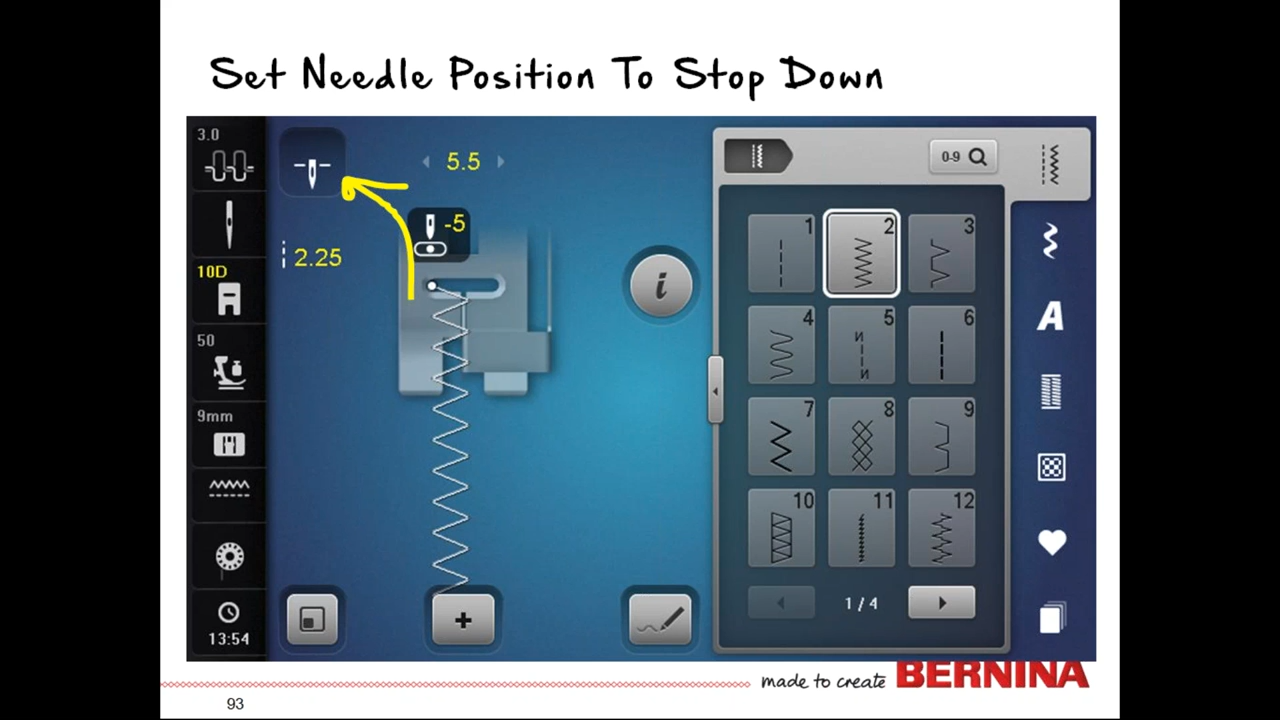 Set Needle Position To Stop Down
3.0
10D
50
9mm
13:54
5.5
-5
2.25
i
0-9
1
2
3
4
5
6
7
8
9
10
11
12
1 / 4
A
made to create BERNINA
93